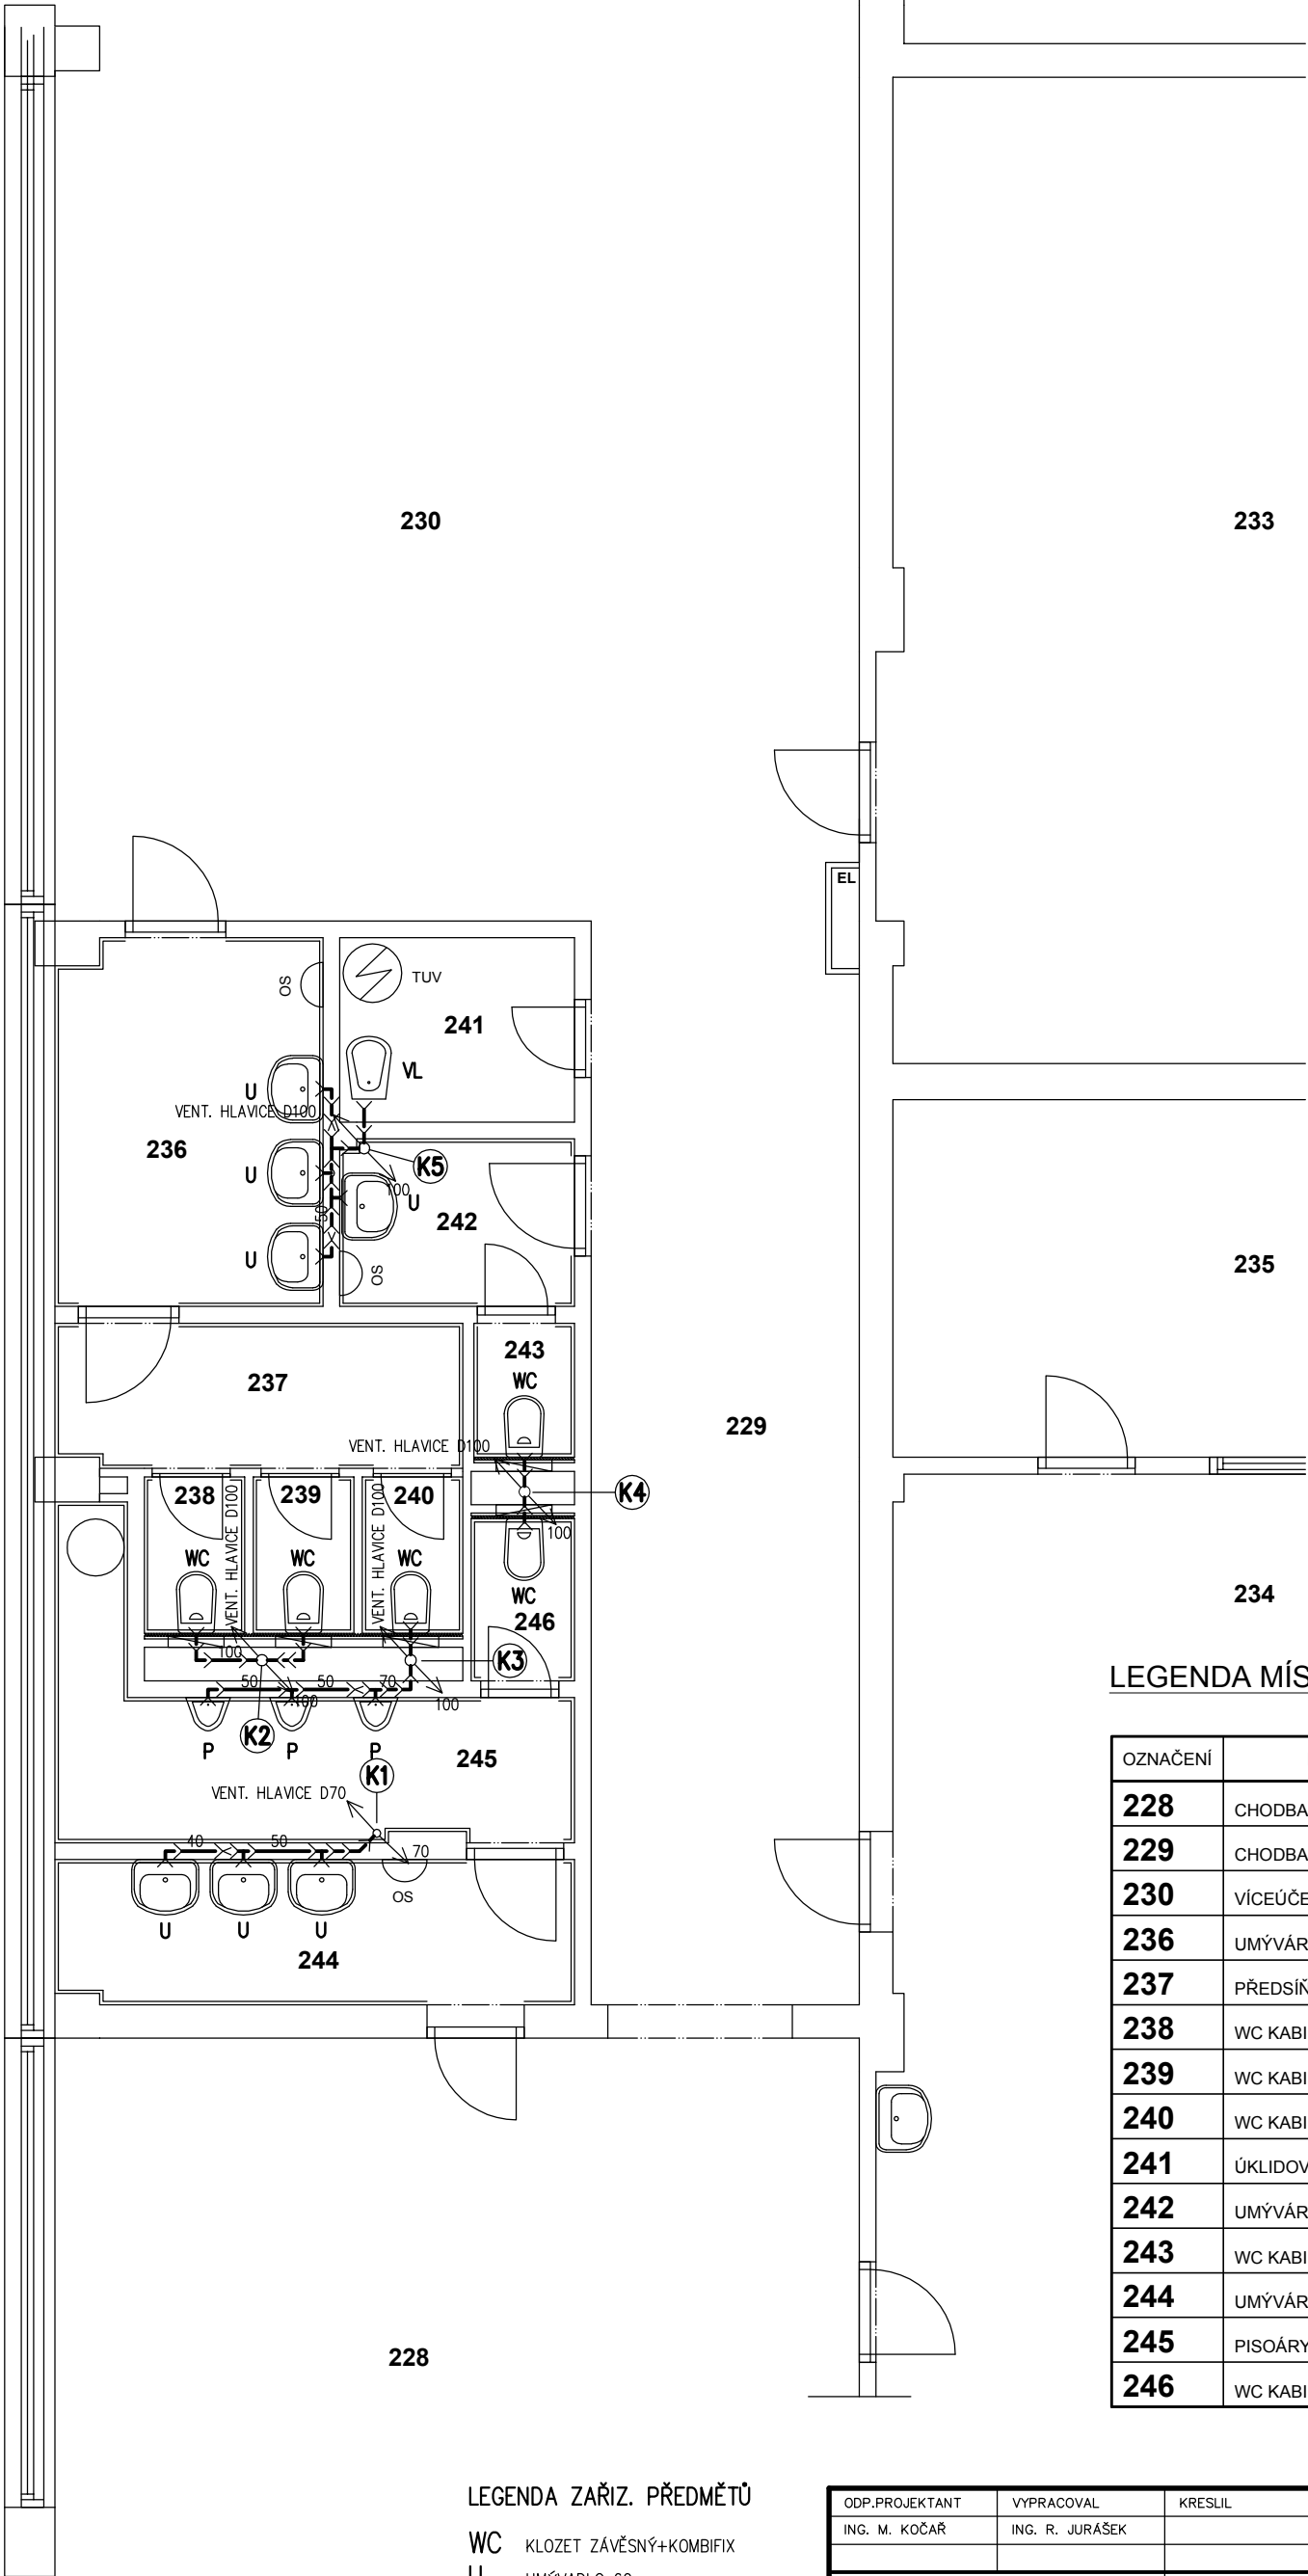 230
233
EL
OS
TUV
241
VL
U
VENT. HLAVICE D100
236
U
K5
100
U
50
242
U
OS
235
243
WC
237
229
VENT. HLAVICE D100
238
239
240
K4
VENT. HLAVICE D100
VENT. HLAVICE D100
100
WC
WC
WC
WC
246
234
100
K3
50
50
70
100
100
K2
P
P
P
K1
245
VENT. HLAVICE D70
40
50
70
OS
U
U
U
244
LEGENDA MÍS
OZNAČENÍ
228 CHODBA
229 CHODBA
230 VÍCEÚČE
236 UMÝVÁR
237 PŘEDSÍŇ
238 WC KABI
239 WC KABI
240 WC KABI
241 ÚKLIDOV
242 UMÝVÁR
243 WC KABI
244 UMÝVÁR
245 PISOÁRY
246 WC KABI
228
LEGENDA ZAŘIZ. PŘEDMĚTŮ
WC KLOZET ZÁVĚSNÝ+KOMBIFIX
ODP.PROJEKTANT VYPRACOVAL KRESLIL
ING. M. KOČAŘ ING. R. JURÁŠEK